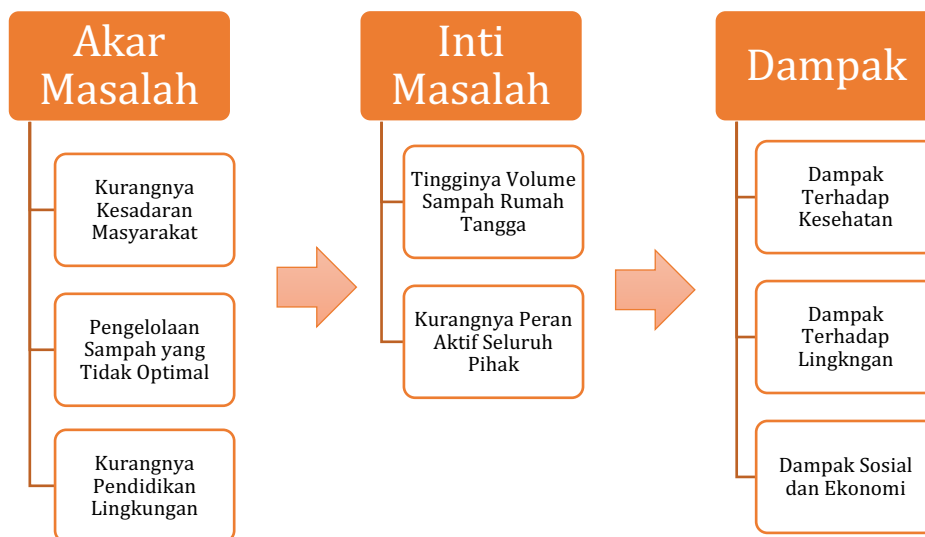 Akar
Masalah
Kurangnya
Kesadaran
Masyarakat
Pengelolaan
Sampah yang
Tidak Optimal
Kurangnya
Pendidikan
Lingkungan
Inti
Masalah
Tingginya Volume
Sampah Rumah
Tangga
Kurangnya Peran
Aktif Seluruh
Pihak
Dampak
Dampak
Terhadap
Kesehatan
Dampak
Terhadap
Lingkngan
Dampak Sosial
dan Ekonomi